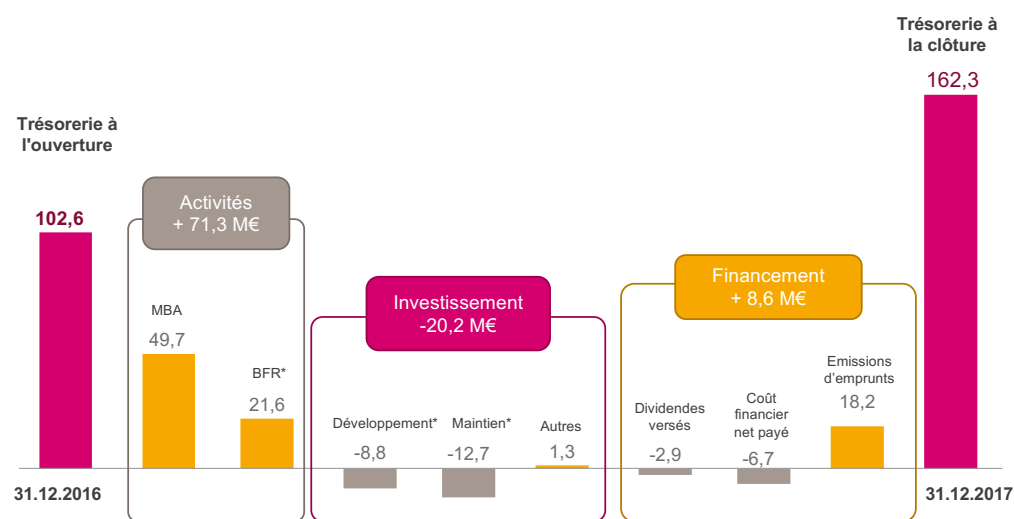 Trésorerie à
la clôture
162,3
Trésorerie à
l'ouverture
102,6
Activités
+ 71,3 M€
MBA
49,7
BFR*
21,6
Investissement
-20,2 M€
Développement*
-8,8
Maintien*
-12,7
Autres
1,3
Financement
+ 8,6 M€
Dividendes
versés
-2,9
Coût
financier
net payé
-6,7
Emissions
d’emprunts
18,2
31.12.2016
31.12.2017